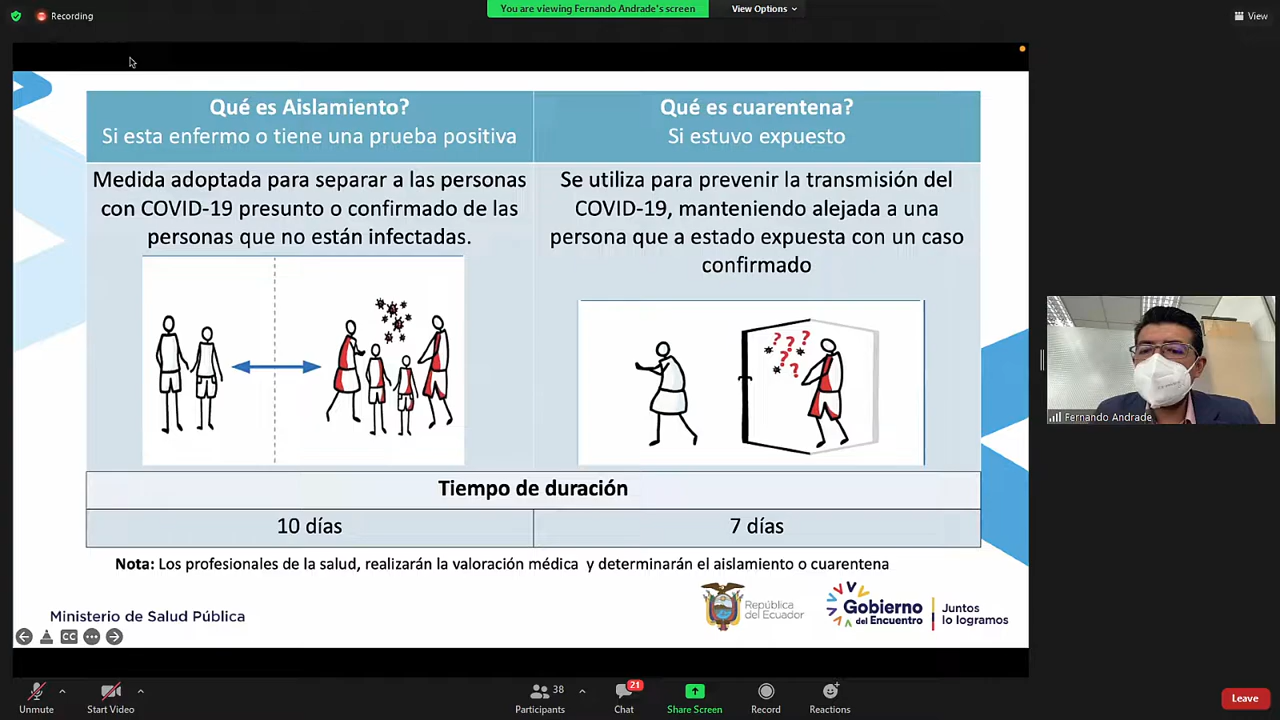 Recording
You are viewing Fernando Andrade's screen
View Options
View
Qué es Aislamiento?
Si esta enfermo o tiene una prueba positiva
Qué es cuarentena?
Si estuvo expuesto
Medida adoptada para separar a las personas
con COVID-19 presunto o confirmado de las
personas que no están infectadas.
Se utiliza para prevenir la transmisión del
COVID-19, manteniendo alejada a una
persona que a estado expuesta con un caso
confirmado
? ? ?
?
?
Tiempo de duración
10 días
7 días
Nota: Los profesionales de la salud, realizarán la valoración médica y determinarán el aislamiento o cuarentena
Ministerio de Salud Pública
República
del Ecuador
Gobierno
del Encuentro
Juntos
lo logramos
CC
Fernando Andrade
Unmute
Start Video
38
Participants
21
Chat
Share Screen
Record
Reactions
Leave